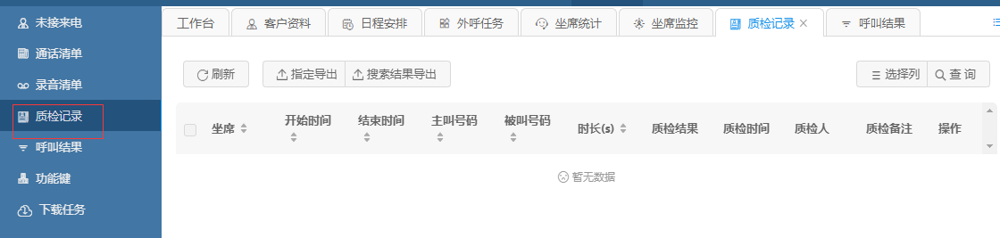 未接来电
通话清单
录音清单
质检记录
呼叫结果
功能键
下载任务
工作台 客户资料 日程安排 外呼任务 坐席统计 坐席监控 质检记录 呼叫结果
刷新 指定导出 搜索结果导出 选择列 查 询
坐席 开始时间 结束时间 主叫号码 被叫号码 时长(s) 质检结果 质检时间 质检人 质检备注 操作
暂无数据